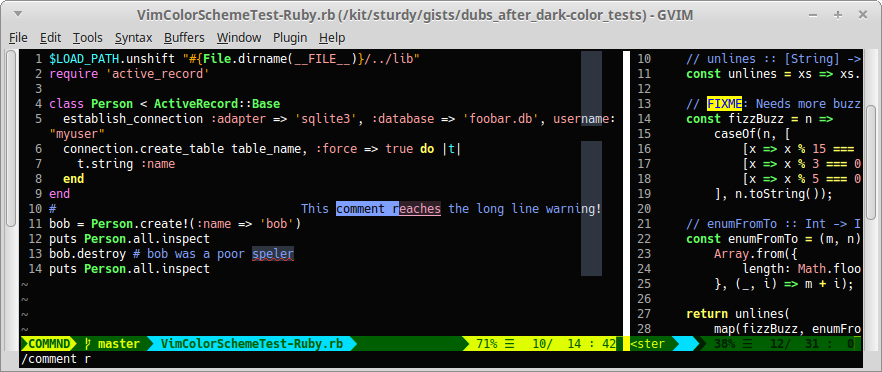 VimColorSchemeTest-Ruby.rb (/kit/sturdy/gists/dubs_after_dark-color_tests) - GVIM
File Edit Tools Syntax Buffers Window Plugin Help
1 $LOAD_PATH.unshift "#{File.dirname(__FILE__)}/../lib"
2 require 'active_record'
3
4 class Person < ActiveRecord::Base
5   establish_connection :adapter => 'sqlite3', :database => 'foobar.db', username:
"myuser"
6   connection.create_table table_name, :force => true do |t|
7     t.string :name
8   end
9 end
10 #                                   This comment reaches the long line warning!
11 bob = Person.create!(:name => 'bob')
12 puts Person.all.inspect
13 bob.destroy # bob was a poor speler
14 puts Person.all.inspect
~
~
~
~
COMMND master VimColorSchemeTest-Ruby.rb 71% ☰ 10/ 14 : 42
/comment r
10 // unlines :: [String] ->
11 const unlines = xs => xs.
12
13 // FIXME: Needs more buzz
14 const fizzBuzz = n =>
15     caseOf(n, [
16         [x => x % 15 ===
17         [x => x % 3 === 0
18         [x => x % 5 === 0
19     ], n.toString());
20
21 // enumFromTo :: Int -> I
22 const enumFromTo = (m, n)
23     Array.from({
24         length: Math.floo
25     }, (_, i) => m + i);
26
27 return unlines(
28     map(fizzBuzz, enumFro
<ster 38% ☰ 12/ 31 : 0